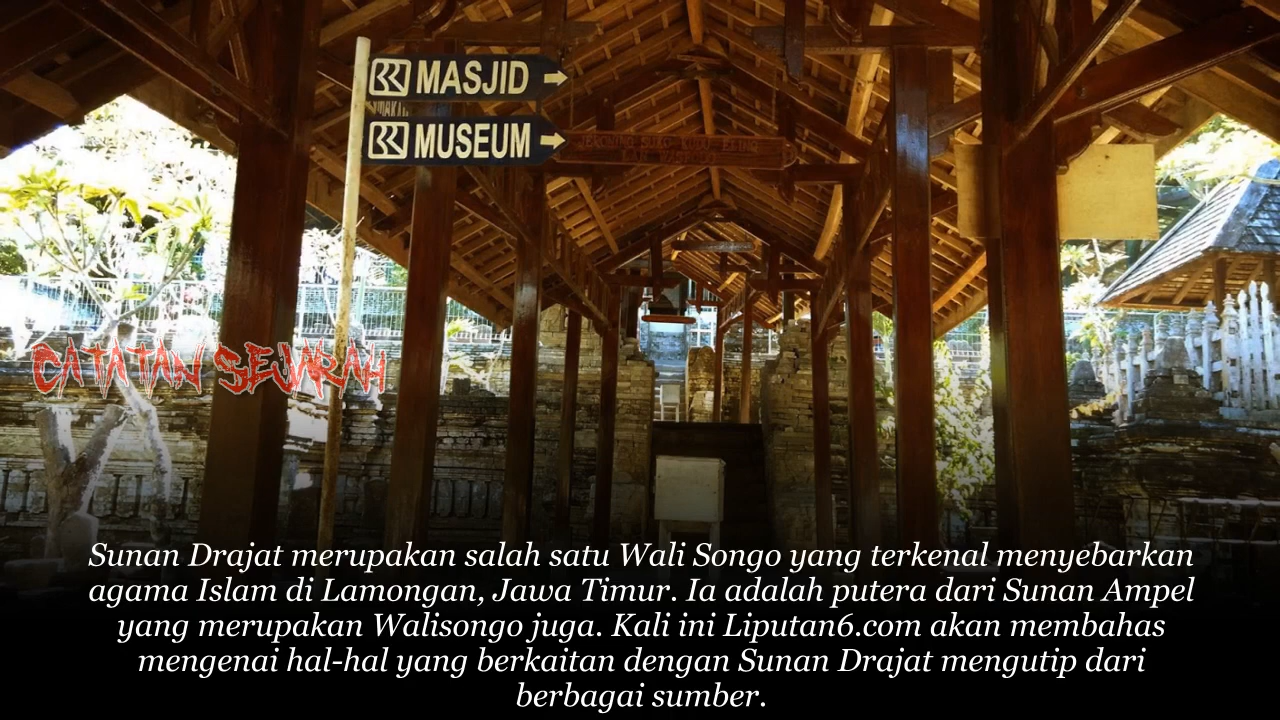 MASJID
MUSEUM
CATATAN SEJARAH
Sunan Drajat merupakan salah satu Wali Songo yang terkenal menyebarkan
agama Islam di Lamongan, Jawa Timur. Ia adalah putera dari Sunan Ampel
yang merupakan Walisongo juga. Kali ini Liputan6.com akan membahas
mengenai hal-hal yang berkaitan dengan Sunan Drajat mengutip dari
berbagai sumber.